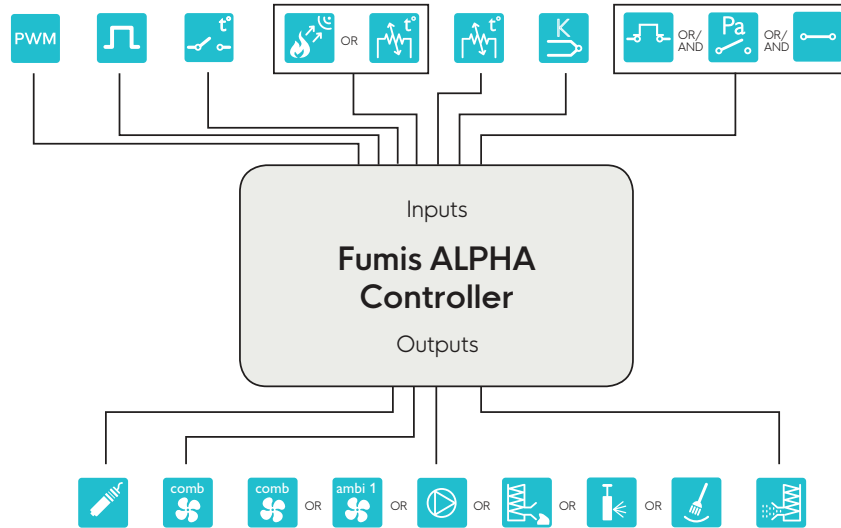 PWM
t°
OR
t°
t°
K
OR/
AND
Pa
OR/
AND
Inputs
Fumis ALPHA
Controller
Outputs
comb
comb
OR
ambi 1
OR
OR
OR
OR